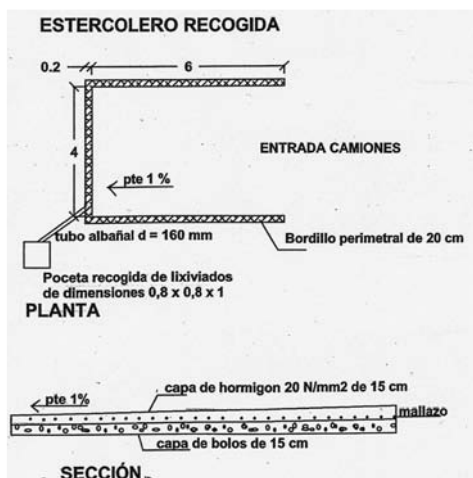 ESTERCOLERO RECOGIDA
0.2
6
4
ENTRADA CAMIONES
pte 1 %
tubo albañal d = 160 mm
Bordillo perimetral de 20 cm
Poceta recogida de lixiviados
de dimensiones 0,8 x 0,8 x 1
PLANTA
capa de hormigon 20 N/mm2 de 15 cm
pte 1%
mallazo
capa de bolos de 15 cm
SECCIÓN